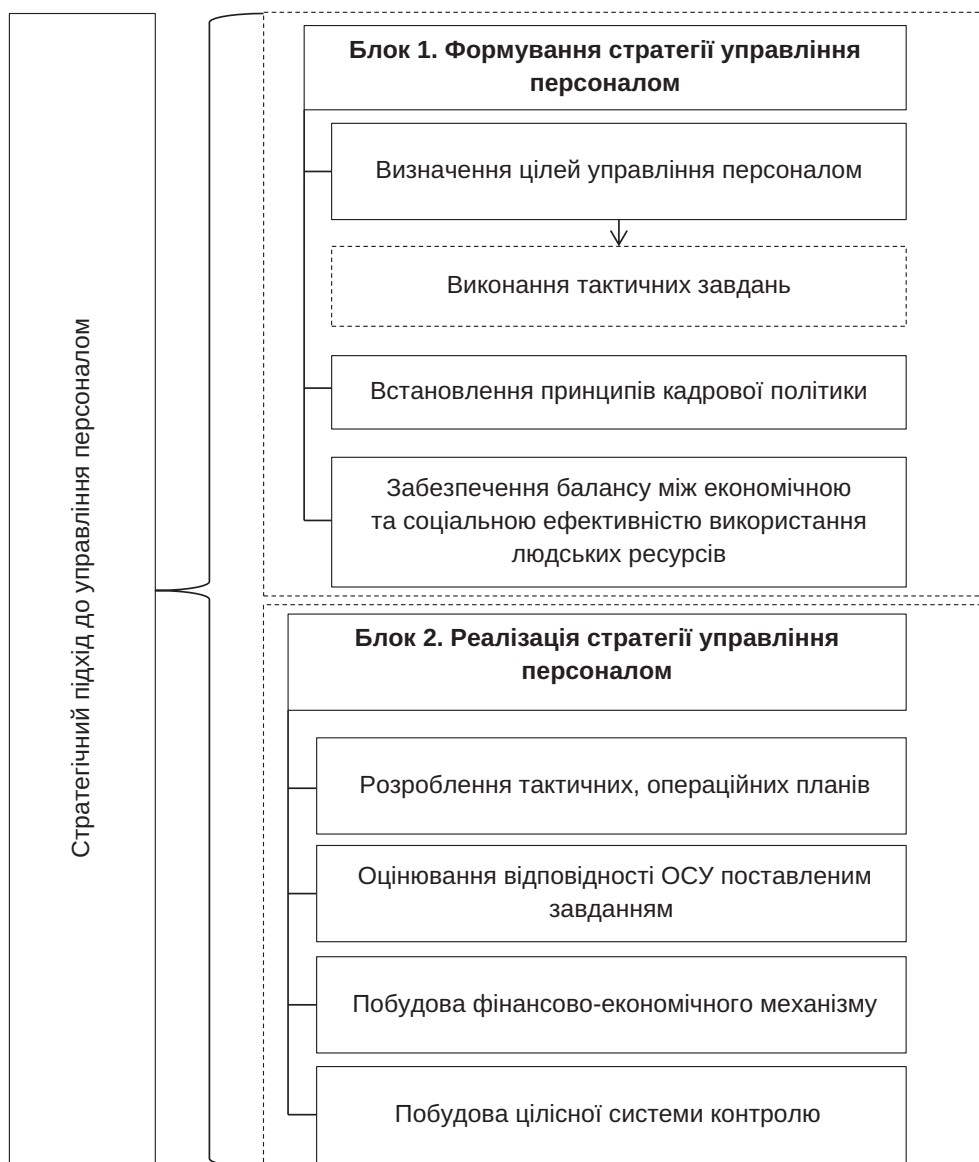 Стратегічний підхід до управління персоналом
Блок 1. Формування стратегії управління
персоналом
Визначення цілей управління персоналом
Виконання тактичних завдань
Встановлення принципів кадрової політики
Забезпечення балансу між економічною
та соціальною ефективністю використання
людських ресурсів
Блок 2. Реалізація стратегії управління
персоналом
Розроблення тактичних, операційних планів
Оцінювання відповідності ОСУ поставленим
завданням
Побудова фінансово-економічного механізму
Побудова цілісної системи контролю